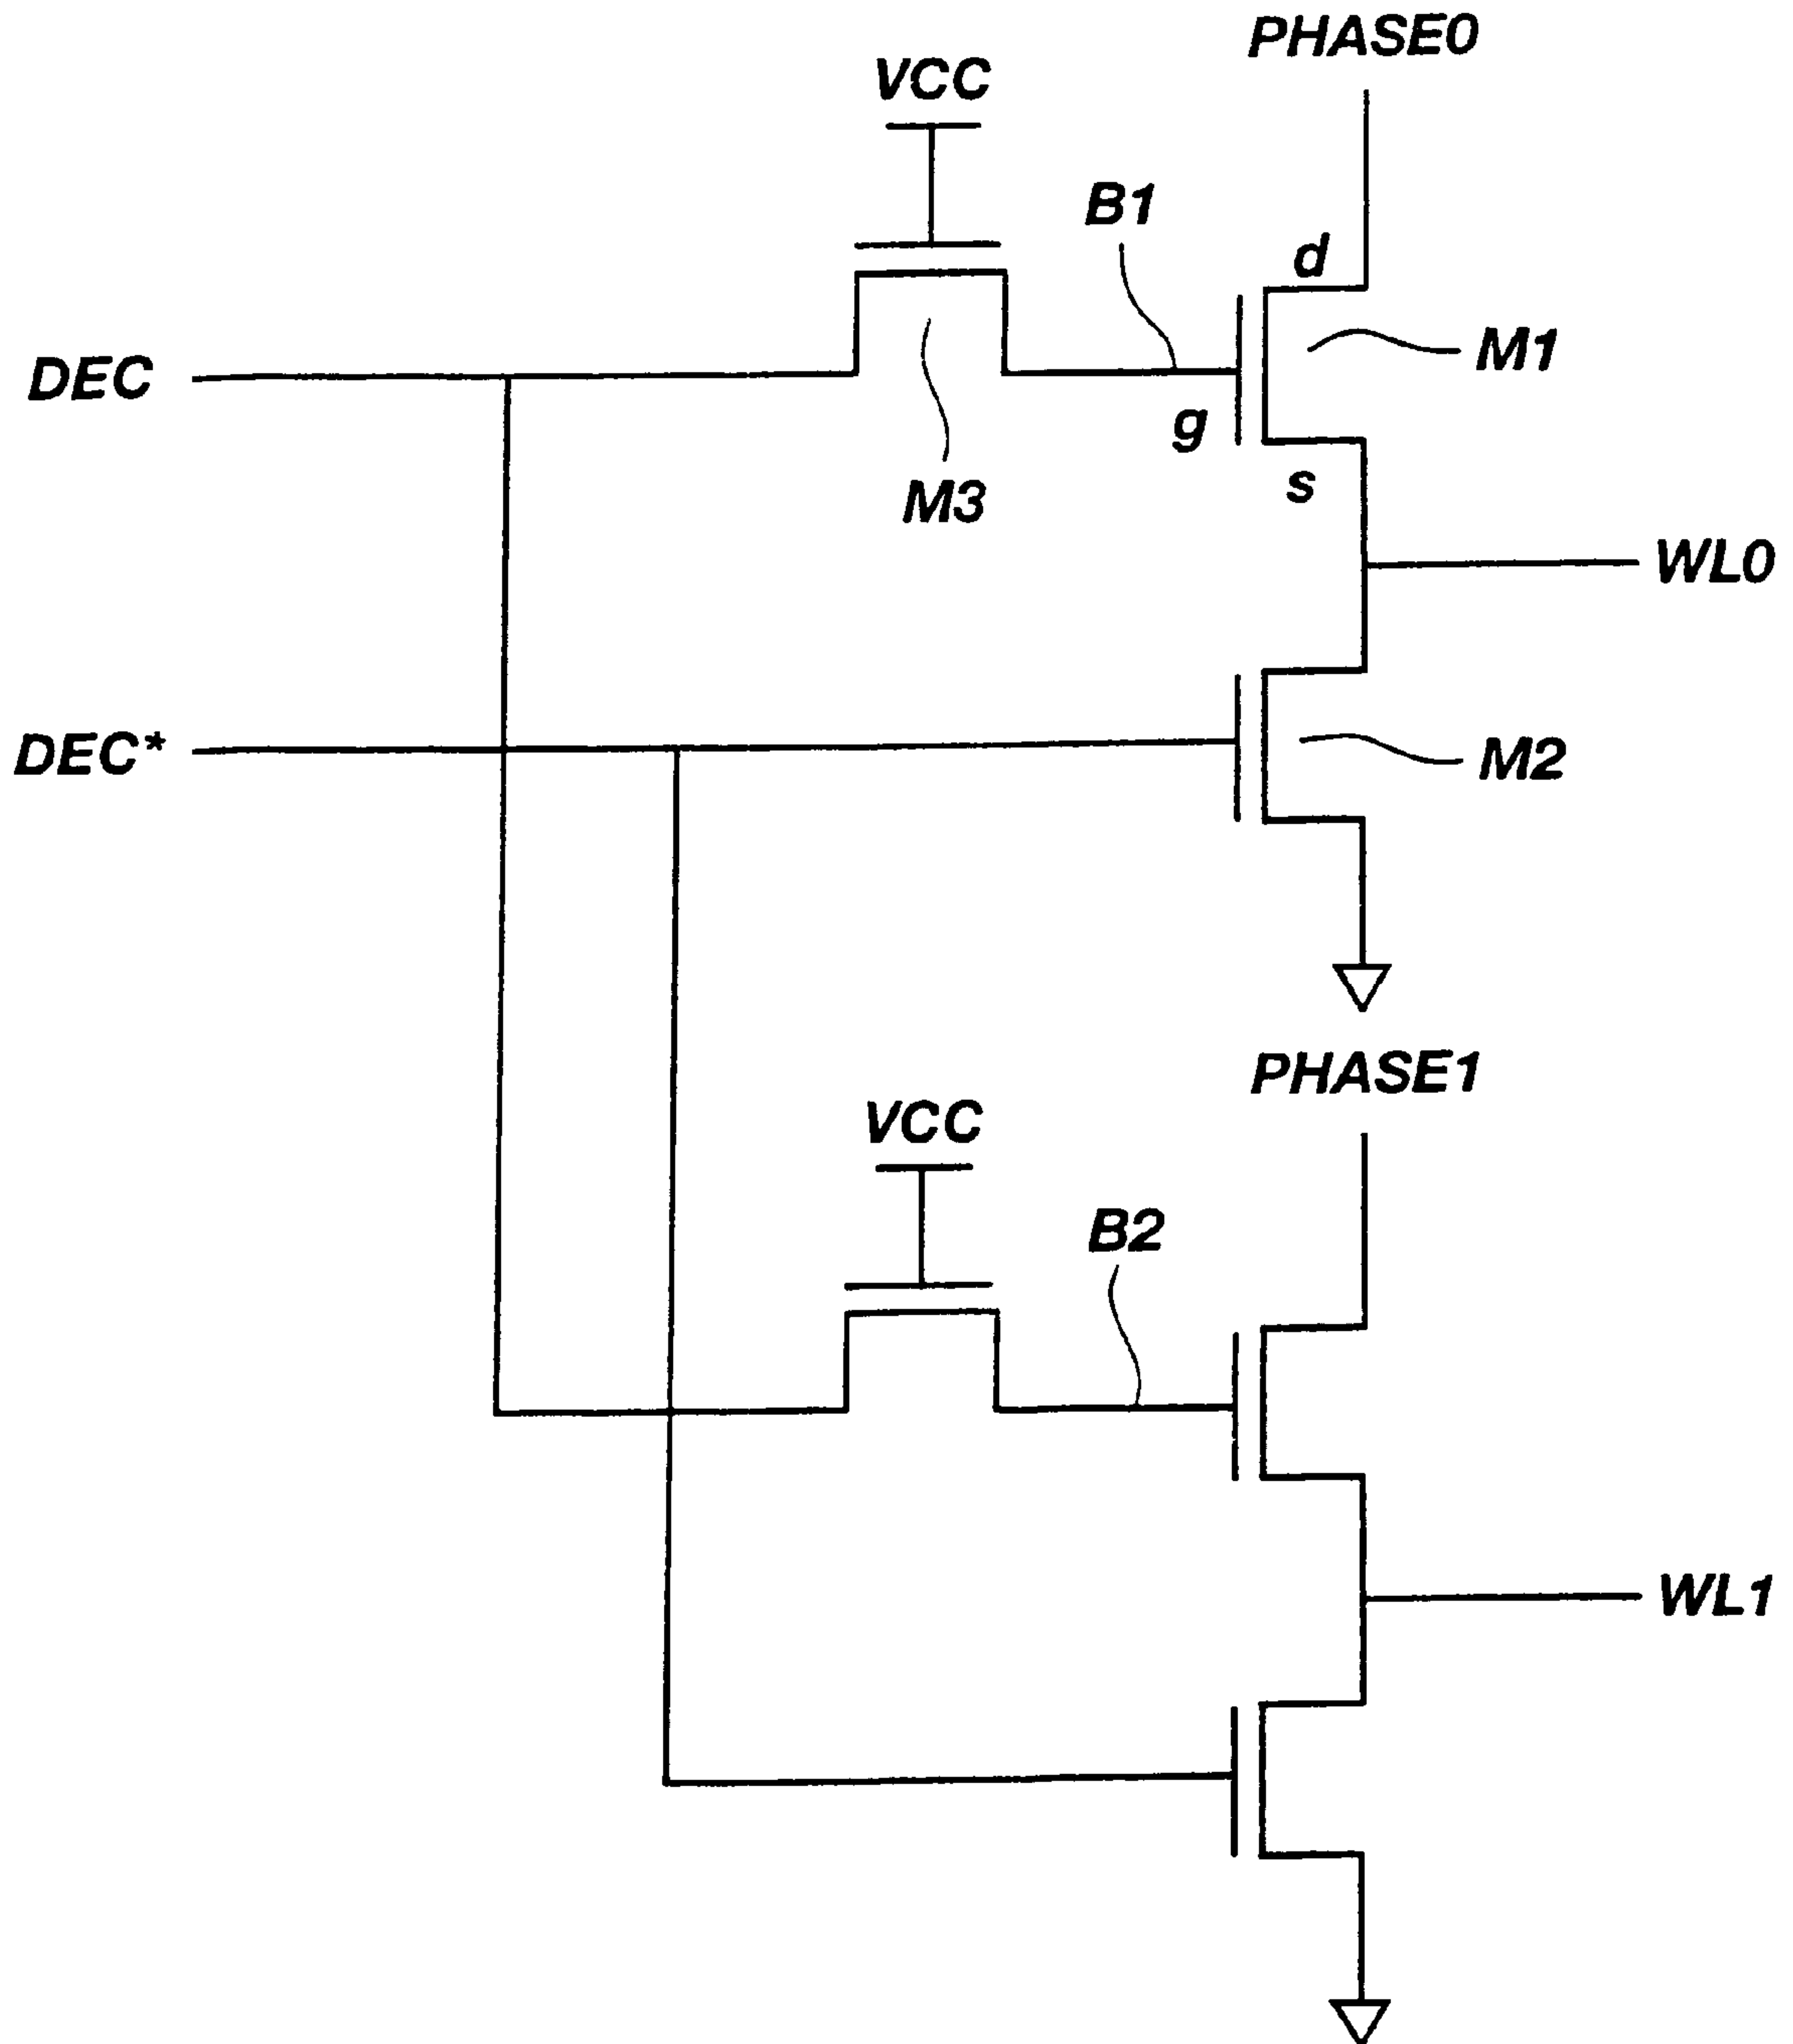 PHASE0
VCC
B1
d
M1
DEC
g
s
M3
WL0
DEC*
M2
PHASE1
VCC
B2
WL1